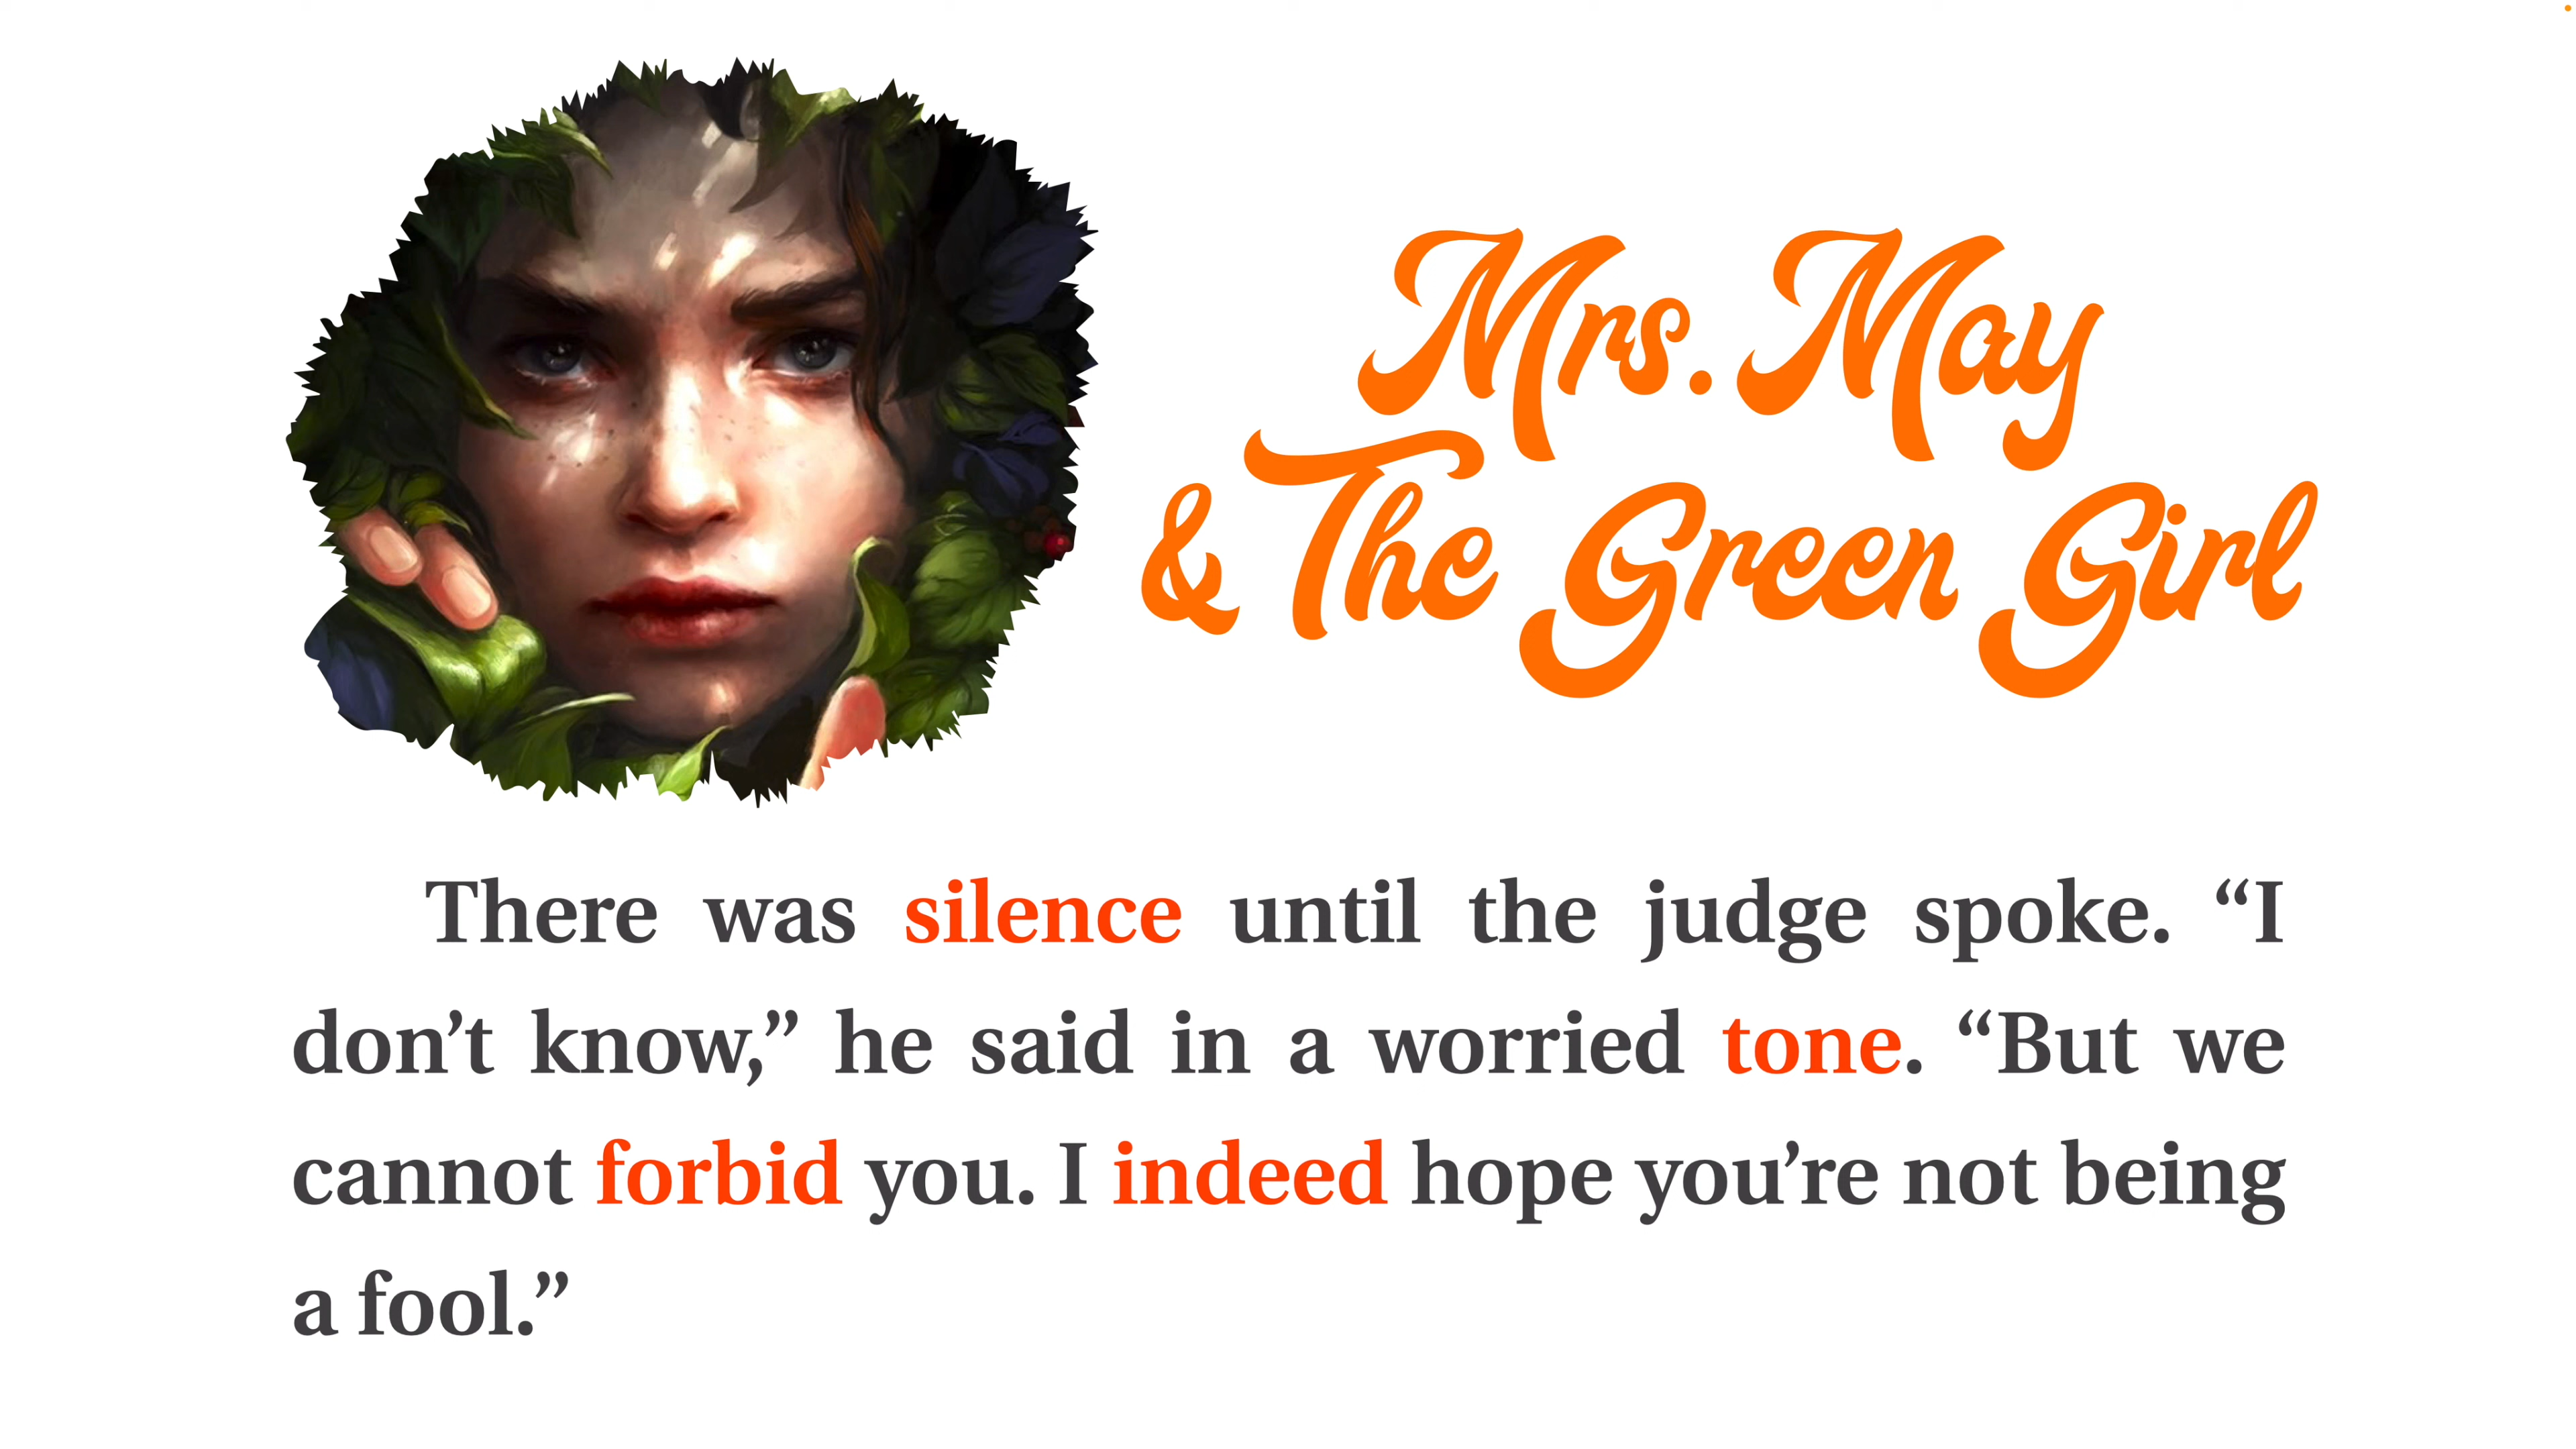 Mrs. May
& The Green Girl
There was silence until the judge spoke. “I
don’t know,” he said in a worried tone. “But we
cannot forbid you. I indeed hope you’re not being
a fool.”